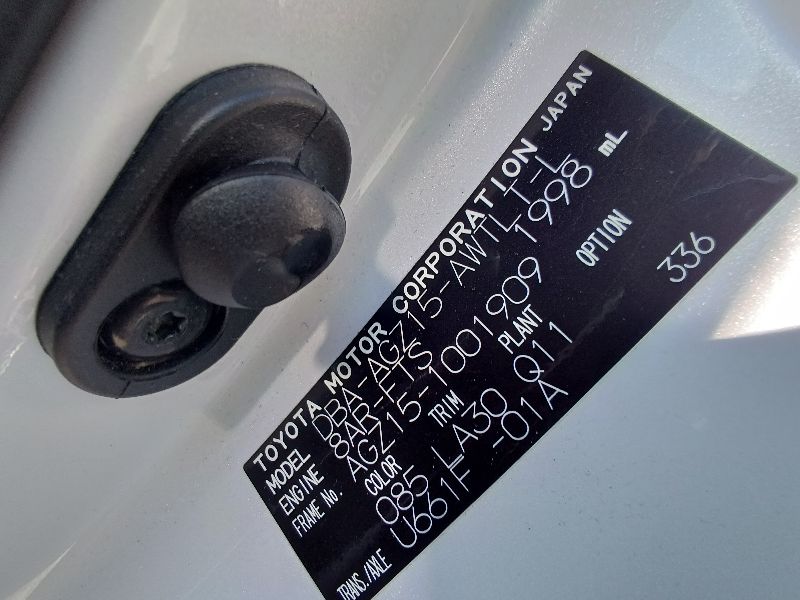 TOYOTA MOTOR CORPORATION JAPAN
MODEL DBA-AGZ15-AWTLT-L
ENGINE 8AR-FTS 1998 mL
FRAME No. AGZ15-1001909
COLOR TRIM PLANT OPTION
085 LA30 Q11 336
TRANS./AXLE U661F -01A